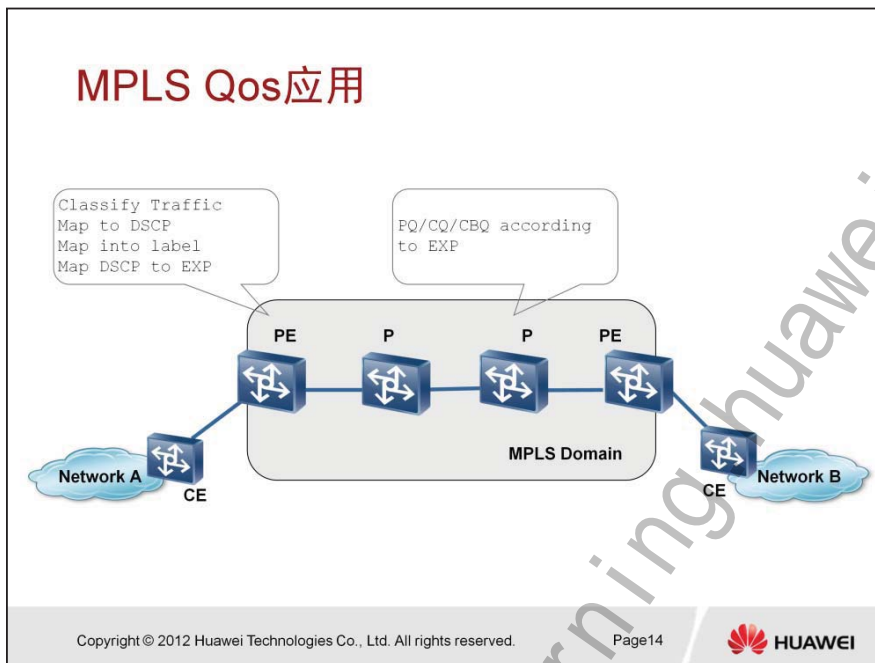 MPLS Qos应用
Classify Traffic
Map to DSCP
Map into label
Map DSCP to EXP
PQ/CQ/CBQ according
to EXP
PE
P
P
PE
MPLS Domain
Network A
CE
CE
Network B
Copyright © 2012 Huawei Technologies Co., Ltd. All rights reserved.
Page14
HUAWEI
rning.huawei.